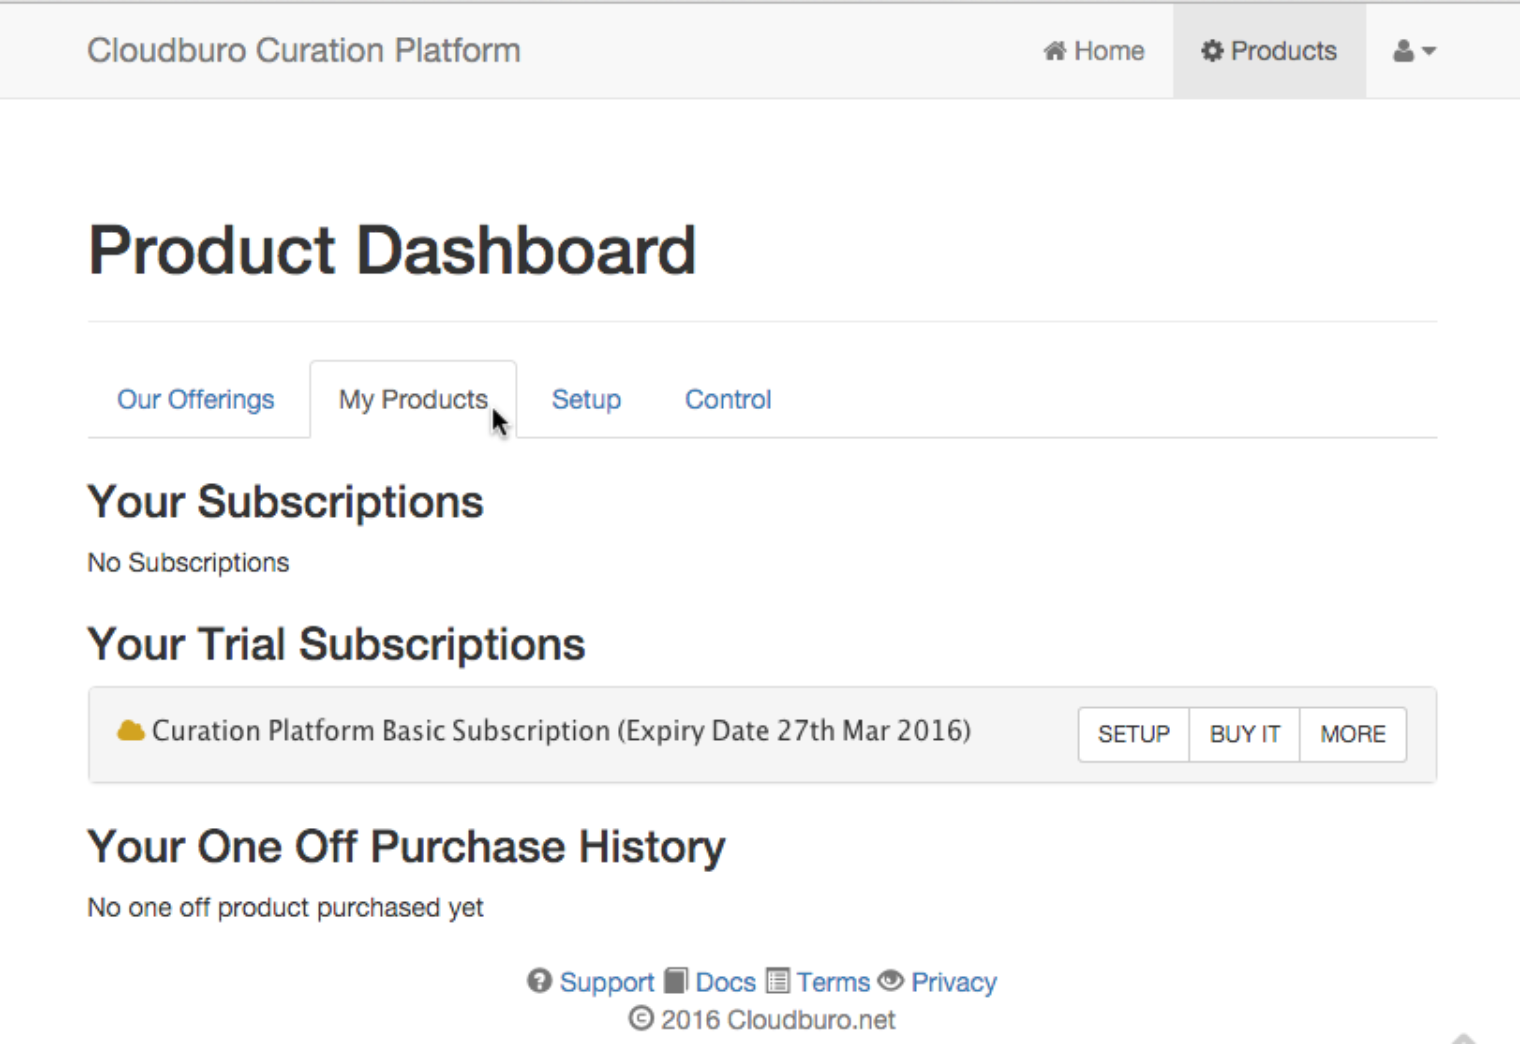 Cloudburo Curation Platform Home Products
Product Dashboard
Our Offerings My Products Setup Control
Your Subscriptions
No Subscriptions
Your Trial Subscriptions
Curation Platform Basic Subscription (Expiry Date 27th Mar 2016) SETUP BUY IT MORE
Your One Off Purchase History
No one off product purchased yet
Support Docs Terms Privacy
© 2016 Cloudburo.net